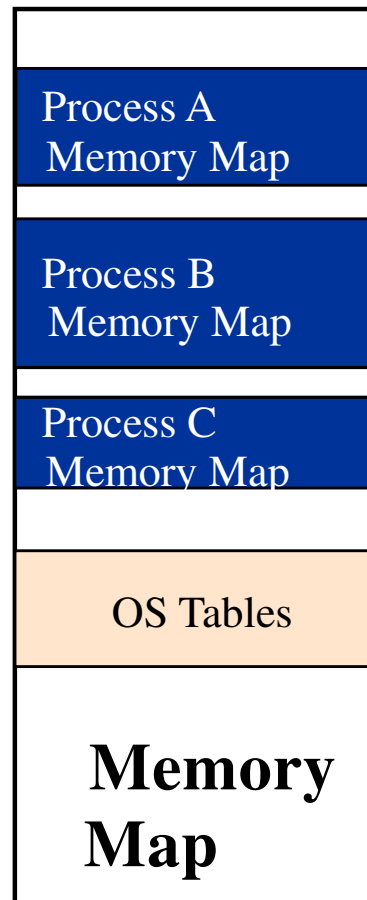 Process A
Memory Map
Process B
Memory Map
Process C
Memory Map
OS Tables
Memory
Map